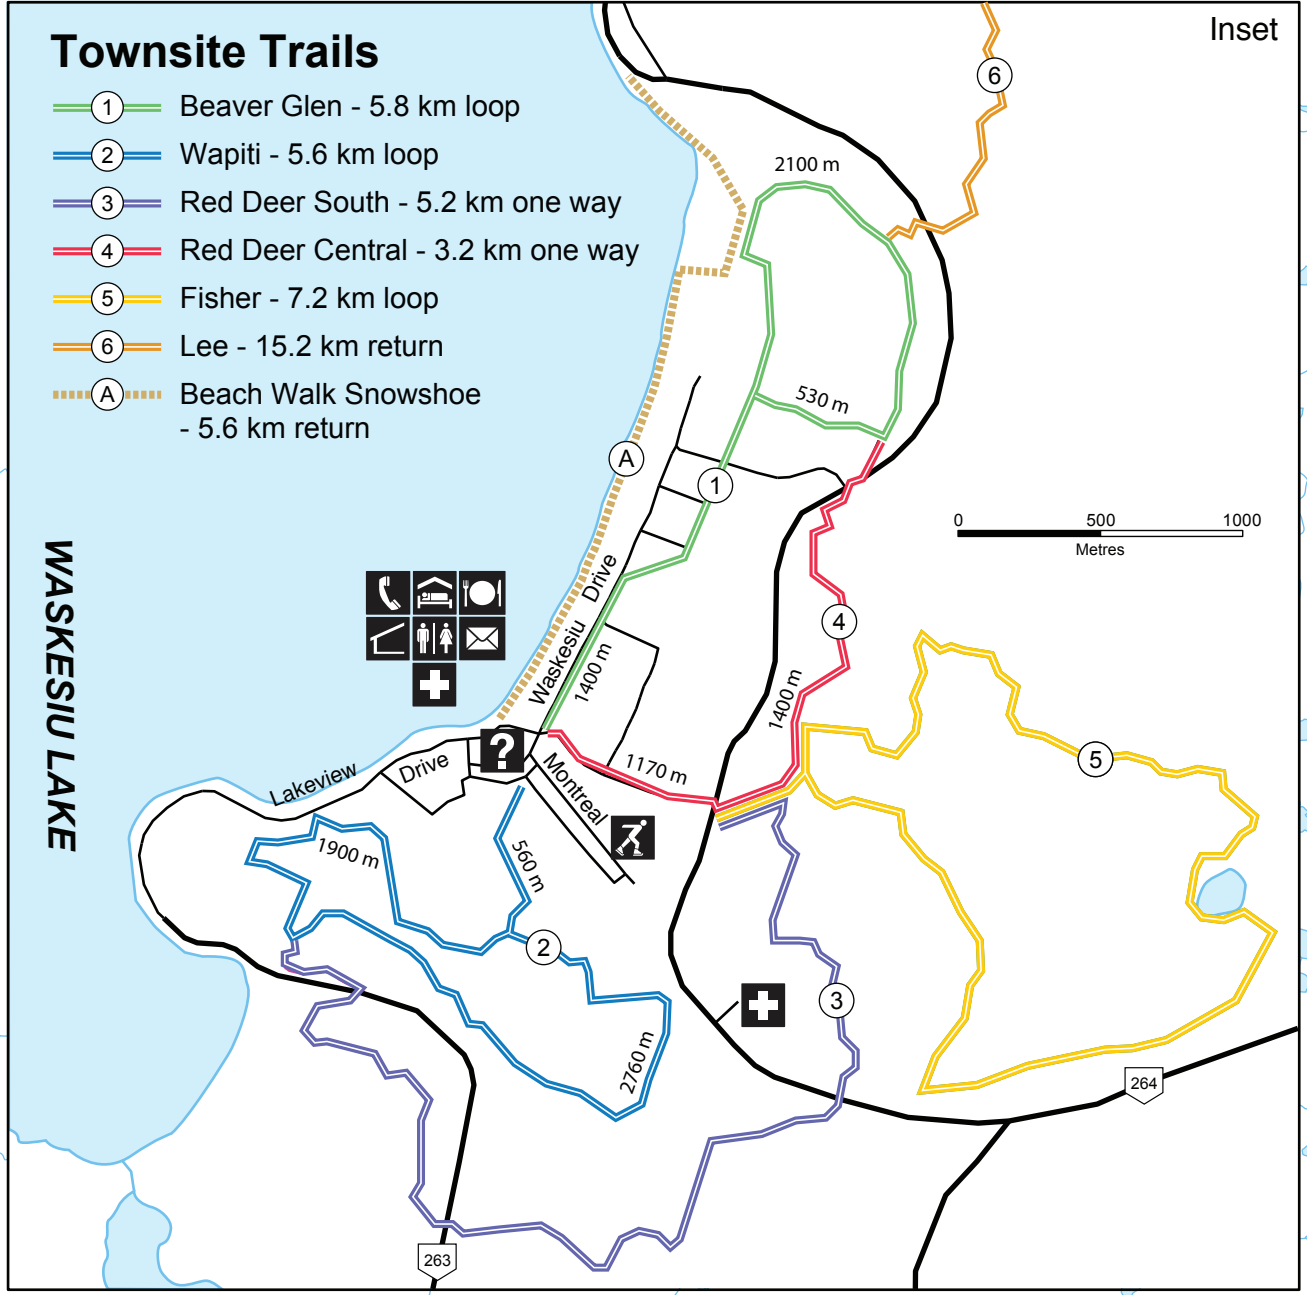 Inset
Townsite Trails
1 Beaver Glen - 5.8 km loop
2 Wapiti - 5.6 km loop
3 Red Deer South - 5.2 km one way
4 Red Deer Central - 3.2 km one way
5 Fisher - 7.2 km loop
6 Lee - 15.2 km return
A Beach Walk Snowshoe
- 5.6 km return
6
2100 m
530 m
A
1
0 500 1000
Metres
WASKESIU LAKE
Waskesiu Drive
1400 m
4
1400 m
5
?
Lakeview Drive
Montreal
1170 m
1900 m
560 m
2
3
2760 m
264
263